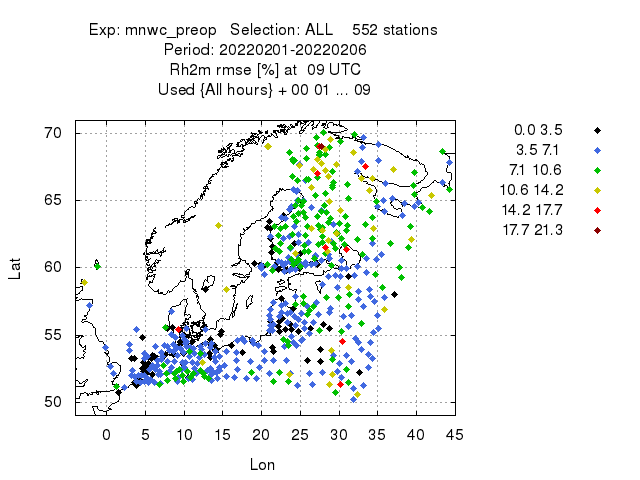 Exp: mnwc_preop   Selection: ALL    552 stations
Period: 20220201-20220206
Rh2m rmse [%] at  09 UTC
Used {All hours} + 00 01 ... 09
70
65
60
55
50
Lat
0 5 10 15 20 25 30 35 40 45
Lon
0.0 3.5
3.5 7.1
7.1 10.6
10.6 14.2
14.2 17.7
17.7 21.3